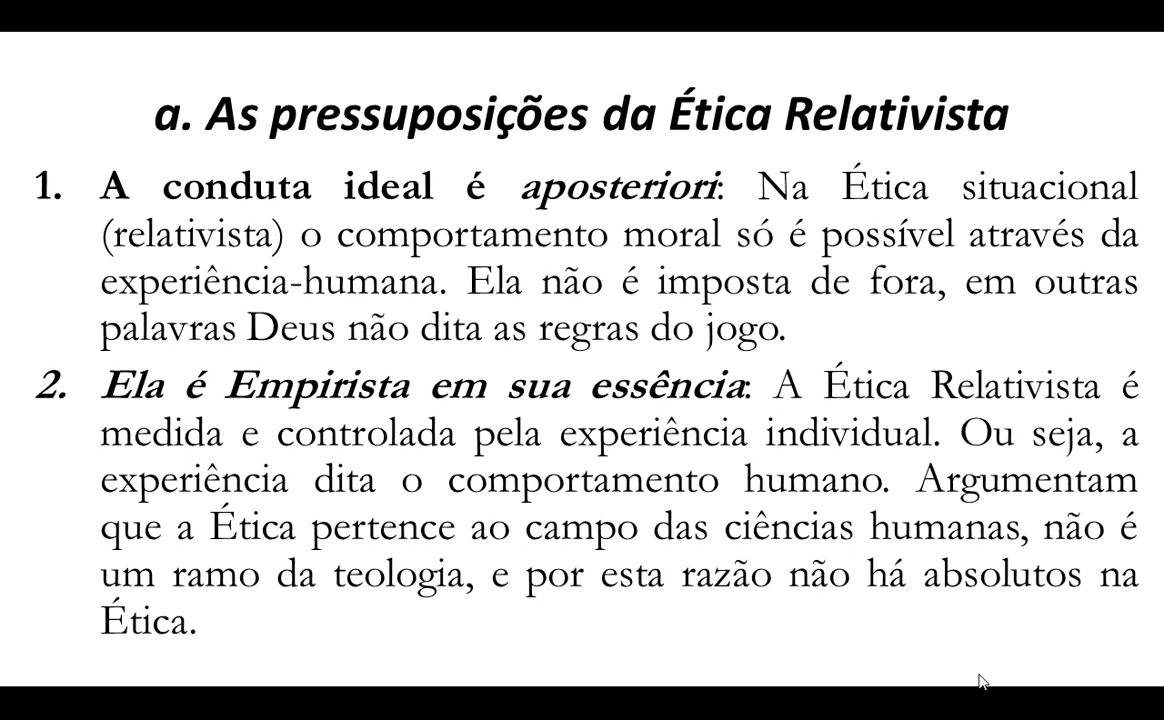 a. As pressuposições da Ética Relativista
1. A conduta ideal é aposteriori: Na Ética situacional
(relativista) o comportamento moral só é possível através da
experiência-humana. Ela não é imposta de fora, em outras
palavras Deus não dita as regras do jogo.
2. Ela é Empirista em sua essência: A Ética Relativista é
medida e controlada pela experiência individual. Ou seja, a
experiência dita o comportamento humano. Argumentam
que a Ética pertence ao campo das ciências humanas, não é
um ramo da teologia, e por esta razão não há absolutos na
Ética.